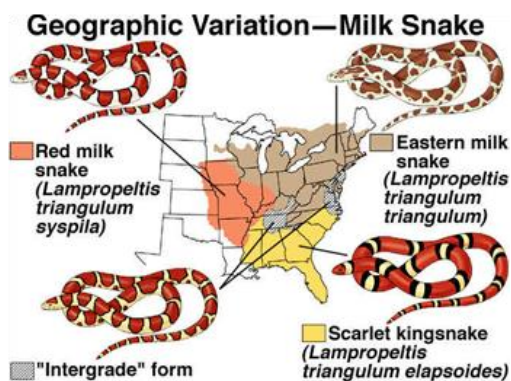 Geographic Variation—Milk Snake
Red milk
snake
(Lampropeltis
triangulum
syspila)
Eastern milk
snake
(Lampropeltis
triangulum
triangulum)
"Intergrade" form
Scarlet kingsnake
(Lampropeltis
triangulum elapsoides)